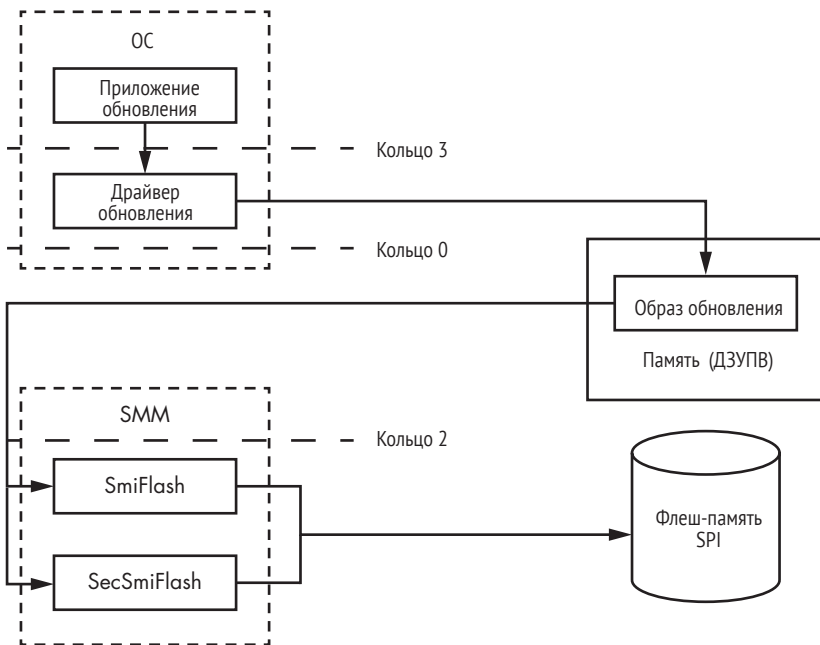 ОС
Приложение
обновления
Кольцо 3
Драйвер
обновления
Кольцо 0
Образ обновления
Память (ДЗУПВ)
SMM
Кольцо 2
SmiFlash
Флеш-память
SPI
SecSmiFlash